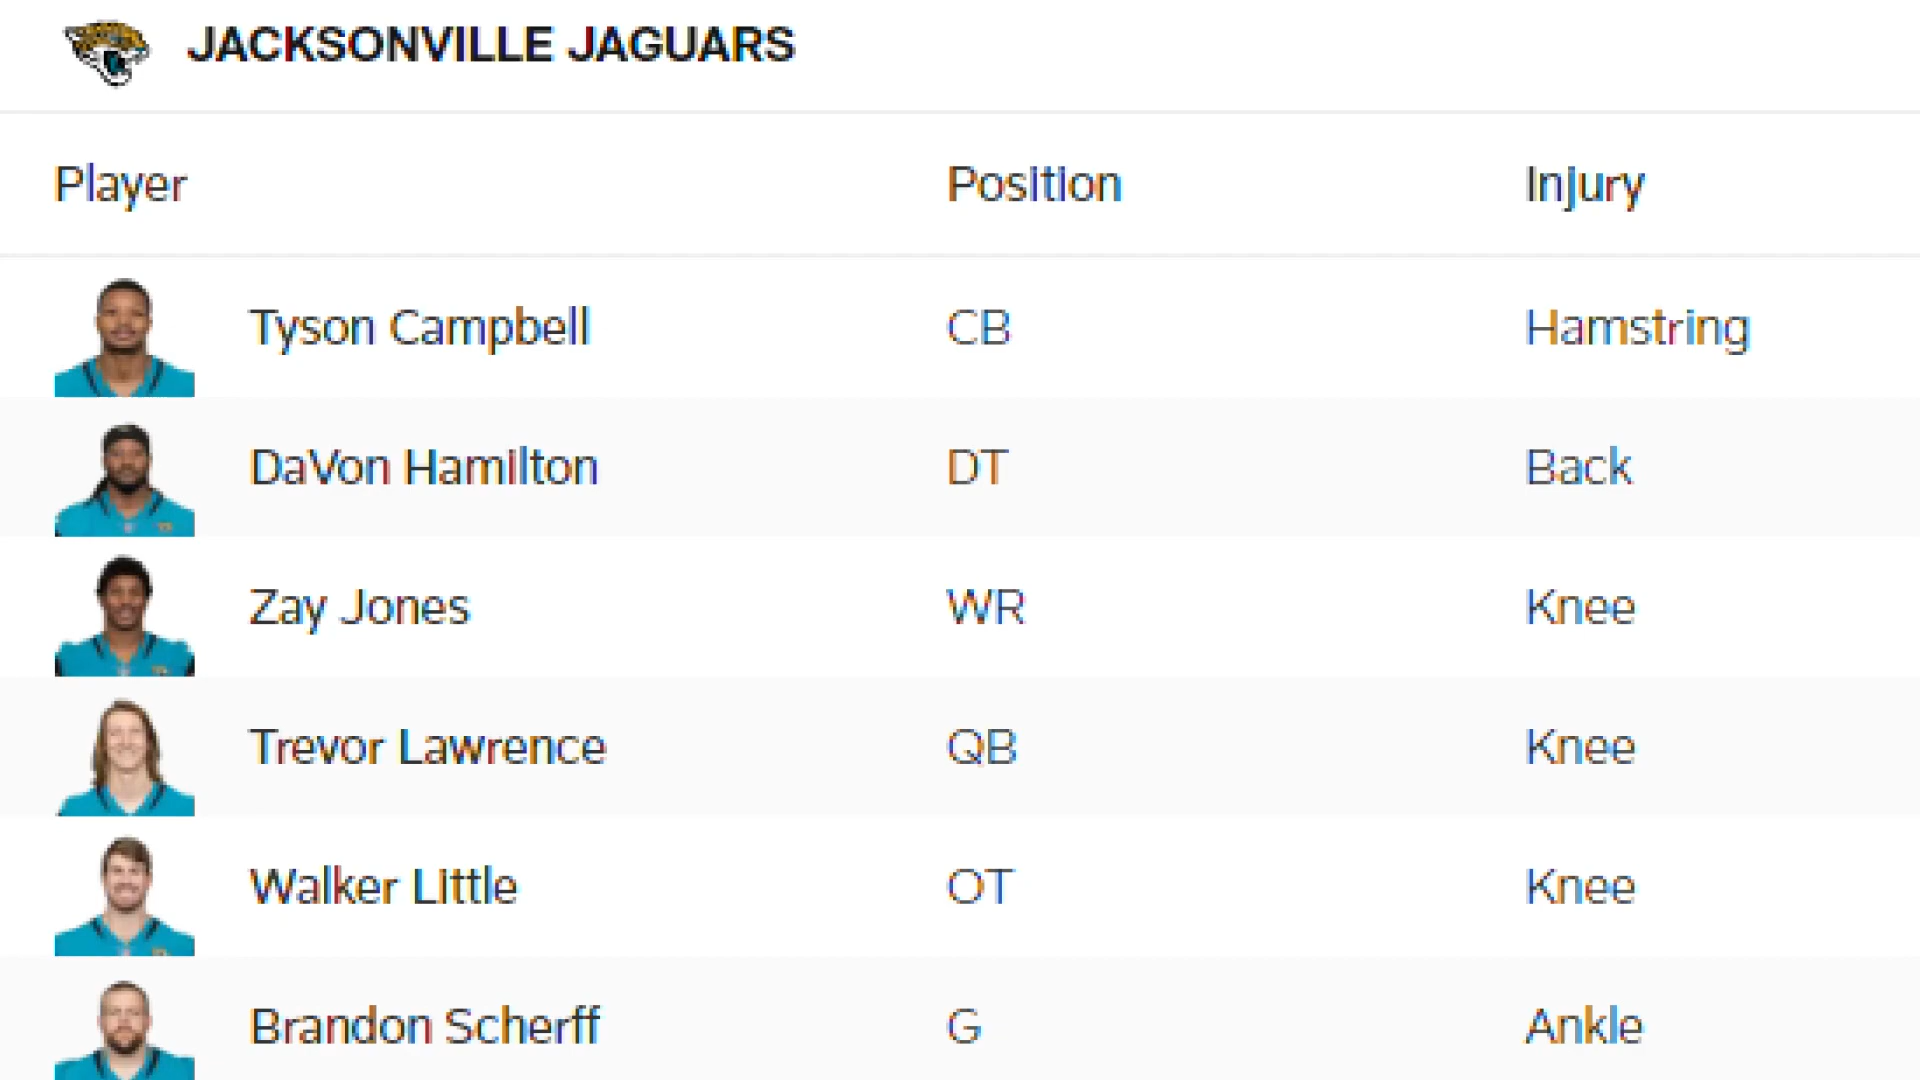 JACKSONVILLE JAGUARS
Player Position Injury
Tyson Campbell CB Hamstring
DaVon Hamilton DT Back
Zay Jones WR Knee
Trevor Lawrence QB Knee
Walker Little OT Knee
Brandon Scherff G Ankle